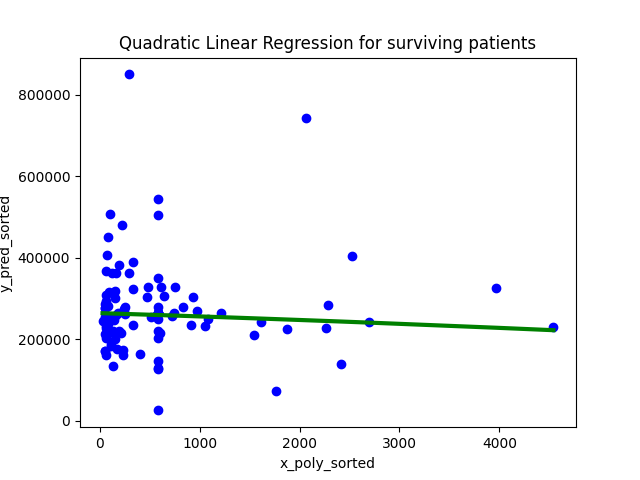 Quadratic Linear Regression for surviving patients
y_pred_sorted
800000
600000
400000
200000
0
0 1000 2000 3000 4000
x_poly_sorted